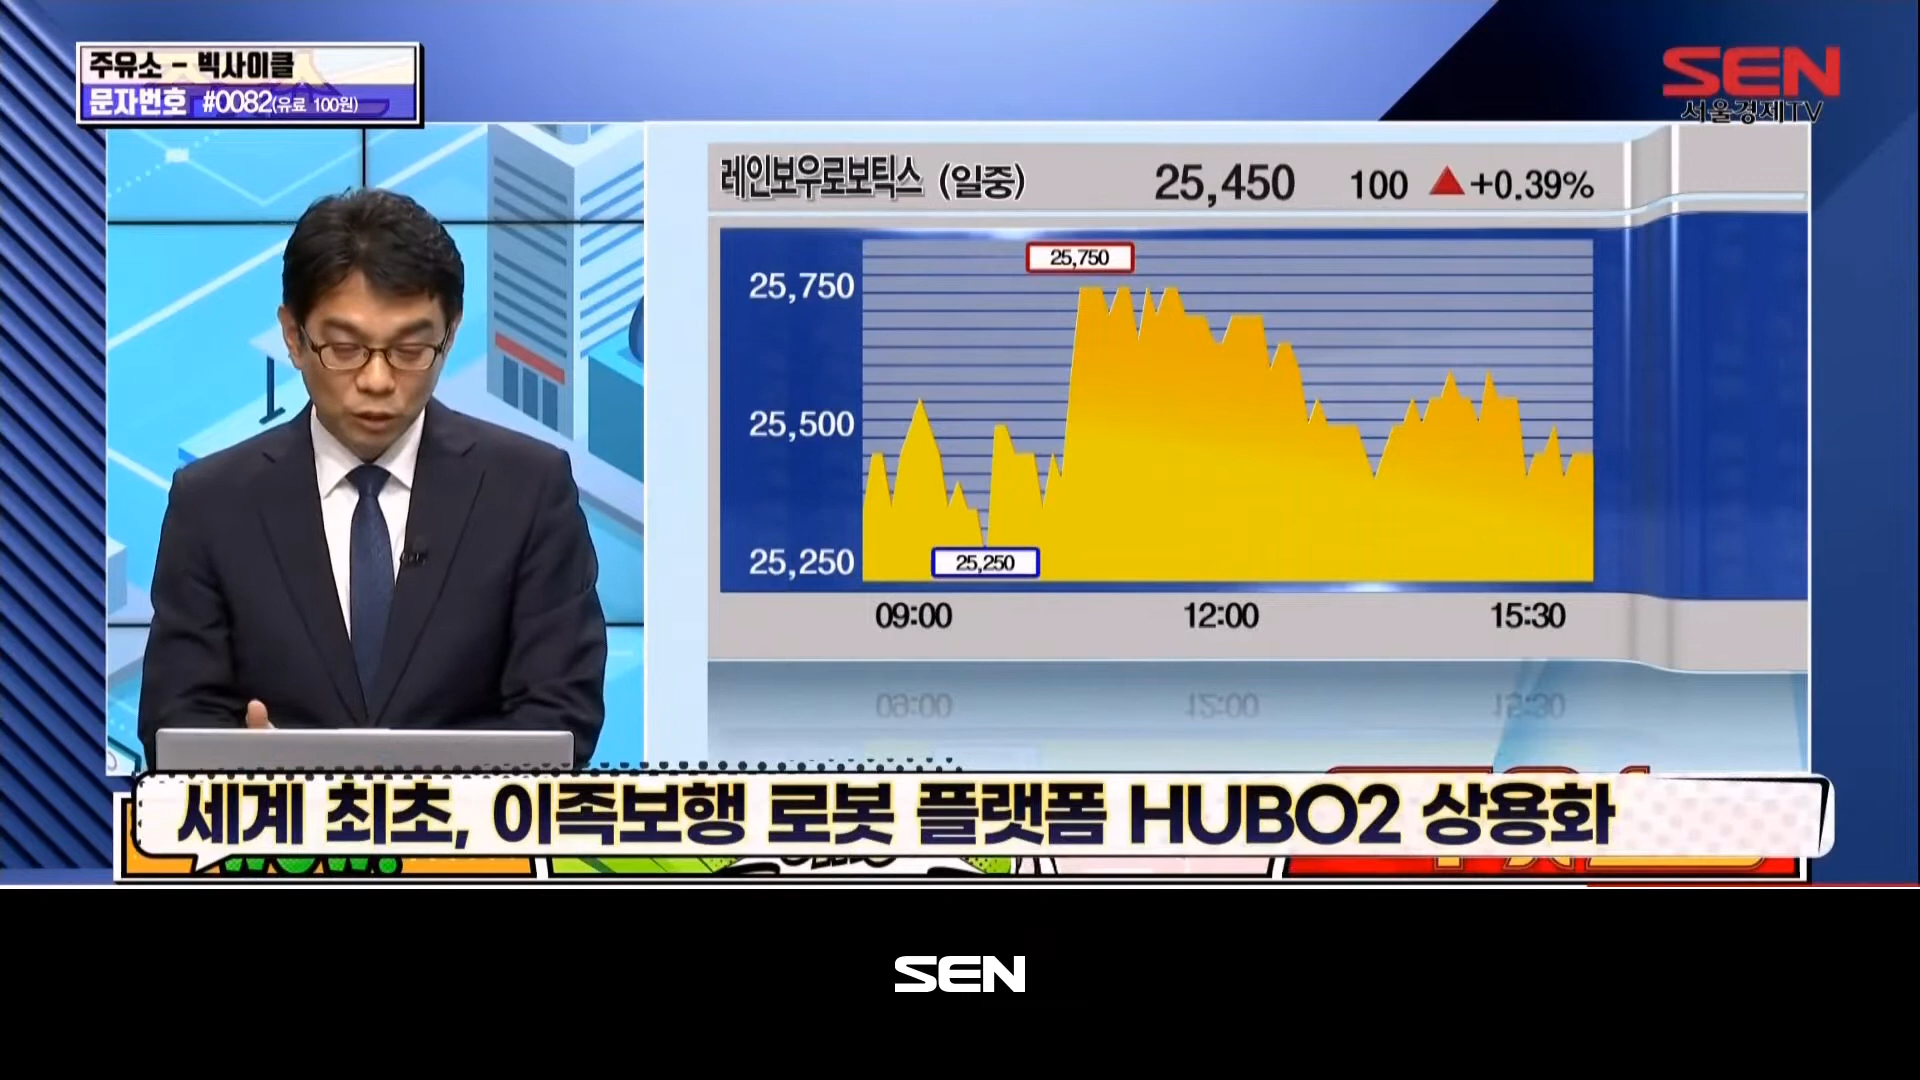 주유소 - 빅사이클
문자번호 #0082(유료 100원)
SEN
서울경제TV
레인보우로보틱스 (일중) 25,450 100 ▲+0.39%
25,750
25,750
25,500
25,250
25,250
09:00 12:00 15:30
세계 최초, 이족보행 로봇 플랫폼 HUBO2 상용화
SEN